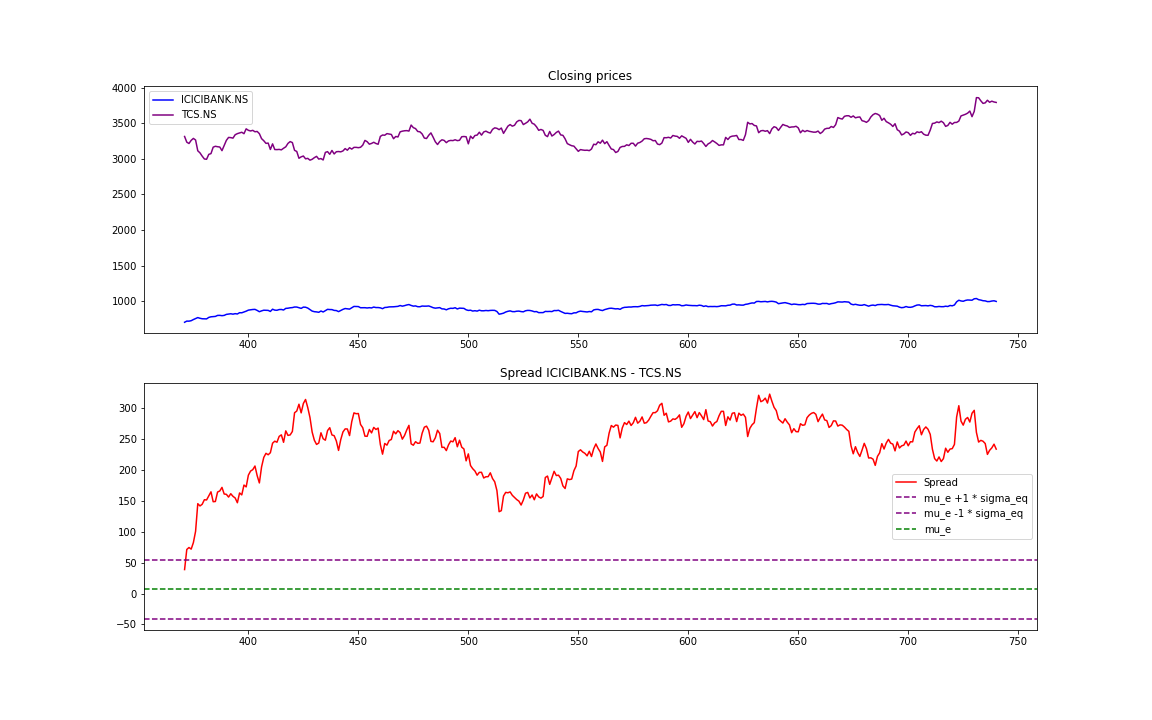 Closing prices
4000
3500
3000
2500
2000
1500
1000
ICICIBANK.NS
TCS.NS
400 450 500 550 600 650 700 750
Spread ICICIBANK.NS - TCS.NS
300
250
200
150
100
50
0
−50
Spread
mu_e +1 * sigma_eq
mu_e -1 * sigma_eq
mu_e
400 450 500 550 600 650 700 750